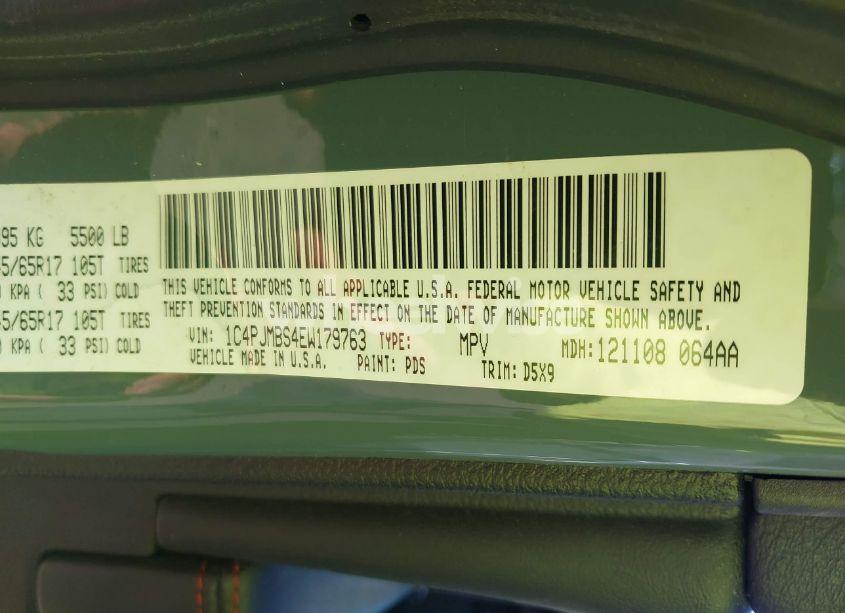 95 KG 5500 LB
5/65R17 105T TIRES
KPA ( 33 PSI) COLD
5/65R17 105T TIRES
KPA ( 33 PSI) COLD
THIS VEHICLE CONFORMS TO ALL APPLICABLE U.S.A. FEDERAL MOTOR VEHICLE SAFETY AND
THEFT PREVENTION STANDARDS IN EFFECT ON THE DATE OF MANUFACTURE SHOWN ABOVE.
VIN: 1C4PJMBS4EW179763 TYPE: MPV MDH: 121108 064AA
VEHICLE MADE IN U.S.A. PAINT: PDS TRIM: D5X9